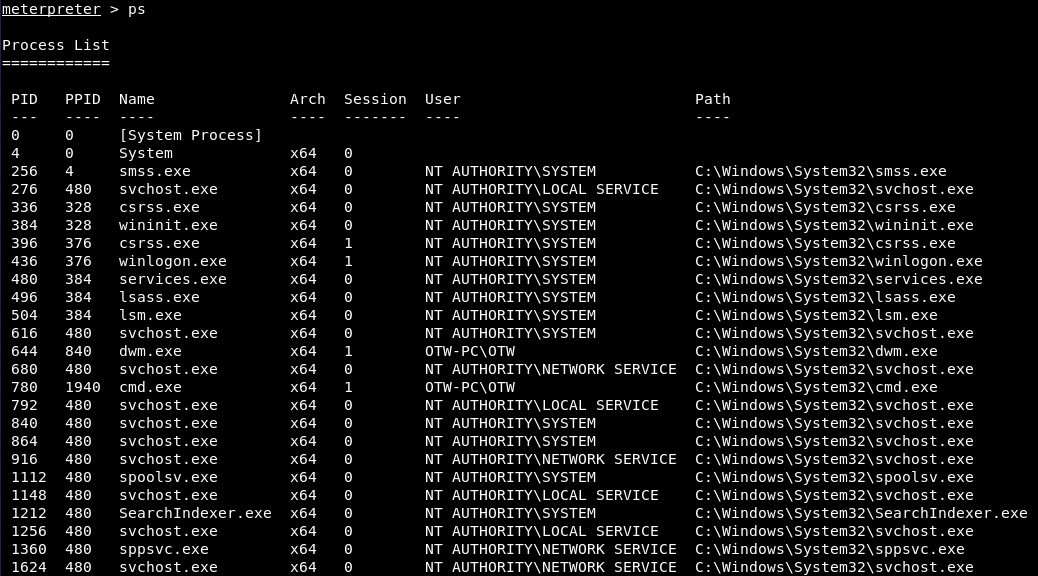 meterpreter > ps
Process List
============
PID PPID Name Arch Session User Path
--- ---- ---- ---- ------- ---- ----
0 0 [System Process]
4 0 System x64 0
256 4 smss.exe x64 0 NT AUTHORITY\SYSTEM C:\Windows\System32\smss.exe
276 480 svchost.exe x64 0 NT AUTHORITY\LOCAL SERVICE C:\Windows\System32\svchost.exe
336 328 csrss.exe x64 0 NT AUTHORITY\SYSTEM C:\Windows\System32\csrss.exe
384 328 wininit.exe x64 0 NT AUTHORITY\SYSTEM C:\Windows\System32\wininit.exe
396 376 csrss.exe x64 1 NT AUTHORITY\SYSTEM C:\Windows\System32\csrss.exe
436 376 winlogon.exe x64 1 NT AUTHORITY\SYSTEM C:\Windows\System32\winlogon.exe
480 384 services.exe x64 0 NT AUTHORITY\SYSTEM C:\Windows\System32\services.exe
496 384 lsass.exe x64 0 NT AUTHORITY\SYSTEM C:\Windows\System32\lsass.exe
504 384 lsm.exe x64 0 NT AUTHORITY\SYSTEM C:\Windows\System32\lsm.exe
616 480 svchost.exe x64 0 NT AUTHORITY\SYSTEM C:\Windows\System32\svchost.exe
644 840 dwm.exe x64 1 OTW-PC\OTW C:\Windows\System32\dwm.exe
680 480 svchost.exe x64 0 NT AUTHORITY\NETWORK SERVICE C:\Windows\System32\svchost.exe
780 1940 cmd.exe x64 1 OTW-PC\OTW C:\Windows\System32\cmd.exe
792 480 svchost.exe x64 0 NT AUTHORITY\LOCAL SERVICE C:\Windows\System32\svchost.exe
840 480 svchost.exe x64 0 NT AUTHORITY\SYSTEM C:\Windows\System32\svchost.exe
864 480 svchost.exe x64 0 NT AUTHORITY\SYSTEM C:\Windows\System32\svchost.exe
916 480 svchost.exe x64 0 NT AUTHORITY\NETWORK SERVICE C:\Windows\System32\svchost.exe
1112 480 spoolsv.exe x64 0 NT AUTHORITY\SYSTEM C:\Windows\System32\spoolsv.exe
1148 480 svchost.exe x64 0 NT AUTHORITY\LOCAL SERVICE C:\Windows\System32\svchost.exe
1212 480 SearchIndexer.exe x64 0 NT AUTHORITY\SYSTEM C:\Windows\System32\SearchIndexer.exe
1256 480 svchost.exe x64 0 NT AUTHORITY\LOCAL SERVICE C:\Windows\System32\svchost.exe
1360 480 sppsvc.exe x64 0 NT AUTHORITY\NETWORK SERVICE C:\Windows\System32\sppsvc.exe
1624 480 svchost.exe x64 0 NT AUTHORITY\NETWORK SERVICE C:\Windows\System32\svchost.exe